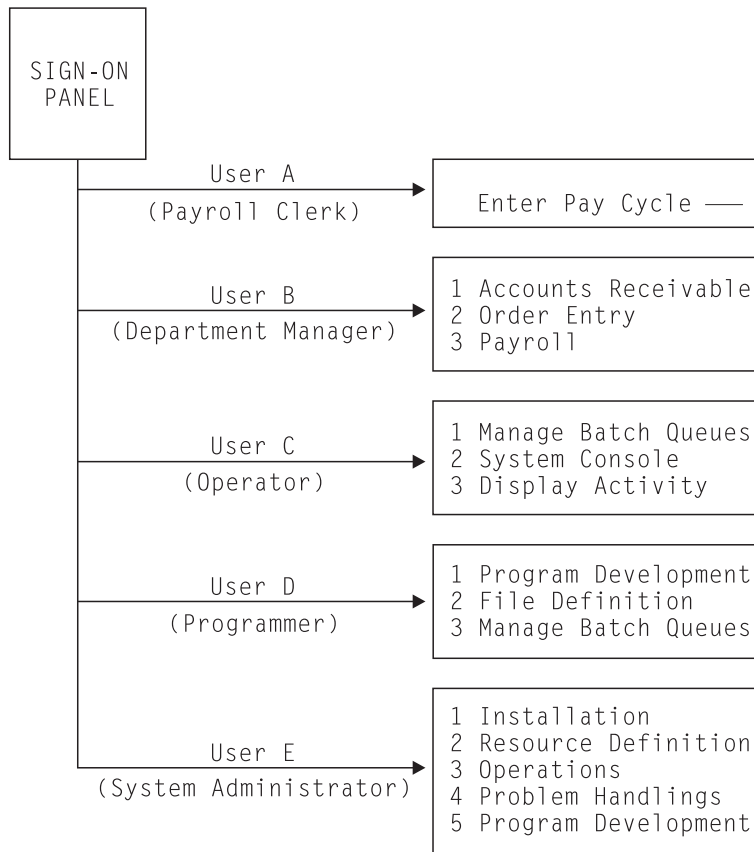 SIGN-ON
PANEL
User A
(Payroll Clerk)
Enter Pay Cycle ——
User B
(Department Manager)
1 Accounts Receivable
2 Order Entry
3 Payroll
User C
(Operator)
1 Manage Batch Queues
2 System Console
3 Display Activity
User D
(Programmer)
1 Program Development
2 File Definition
3 Manage Batch Queues
User E
(System Administrator)
1 Installation
2 Resource Definition
3 Operations
4 Problem Handlings
5 Program Development